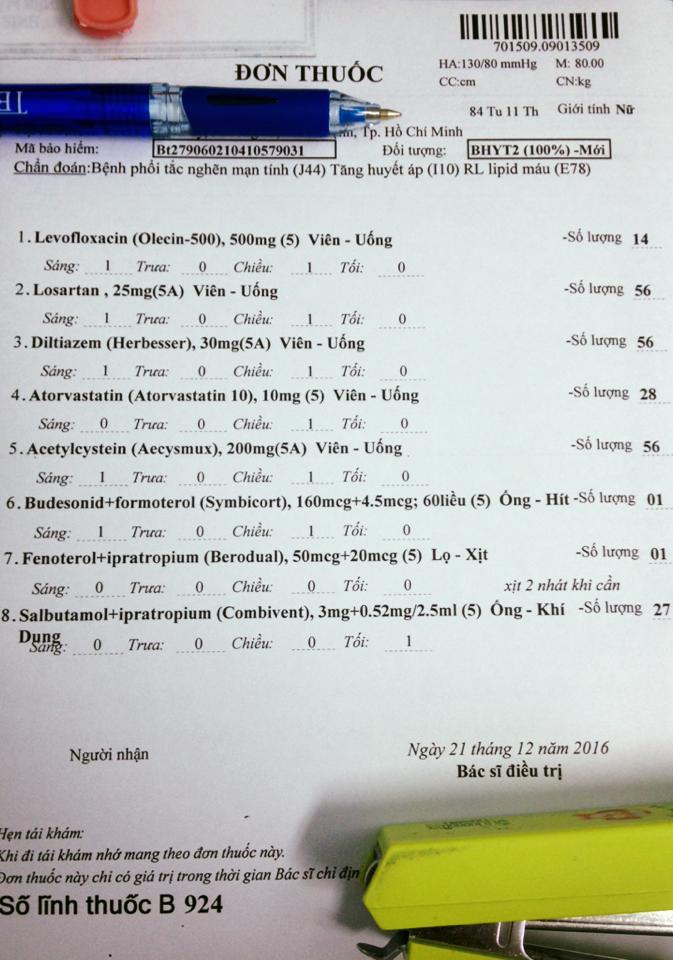 701509.09013509
ĐƠN THUỐC
HA:130/80 mmHg M: 80.00
CC:cm CN:kg
84 Tu 11 Th Giới tính Nữ
Tp. Hồ Chí Minh
Mã bảo hiểm: Bt279060210410579031 Đối tượng: BHYT2 (100%) -Mới
Chẩn đoán:Bệnh phổi tắc nghẽn mạn tính (J44) Tăng huyết áp (I10) RL lipid máu (E78)
1. Levofloxacin (Olecin-500), 500mg (5) Viên - Uống -Số lượng 14
Sáng: 1 Trưa: 0 Chiều: 1 Tối: 0
2. Losartan , 25mg(5A) Viên - Uống -Số lượng 56
Sáng: 1 Trưa: 0 Chiều: 1 Tối: 0
3. Diltiazem (Herbesser), 30mg(5A) Viên - Uống -Số lượng 56
Sáng: 1 Trưa: 0 Chiều: 1 Tối: 0
4. Atorvastatin (Atorvastatin 10), 10mg (5) Viên - Uống -Số lượng 28
Sáng: 0 Trưa: 0 Chiều: 1 Tối: 0
5. Acetylcystein (Aecysmux), 200mg(5A) Viên - Uống -Số lượng 56
Sáng: 1 Trưa: 0 Chiều: 1 Tối: 0
6. Budesonid+formoterol (Symbicort), 160mcg+4.5mcg; 60liều (5) Ống - Hít -Số lượng 01
Sáng: 1 Trưa: 0 Chiều: 1 Tối: 0
7. Fenoterol+ipratropium (Berodual), 50mcg+20mcg (5) Lọ - Xịt -Số lượng 01
Sáng: 0 Trưa: 0 Chiều: 0 Tối: 0 xịt 2 nhát khi cần
8. Salbutamol+ipratropium (Combivent), 3mg+0.52mg/2.5ml (5) Ống - Khí -Số lượng 27
Dung
Sáng: 0 Trưa: 0 Chiều: 0 Tối: 1
Người nhận
Ngày 21 tháng 12 năm 2016
Bác sĩ điều trị
Hẹn tái khám:
Khi đi tái khám nhớ mang theo đơn thuốc này.
Đơn thuốc này chỉ có giá trị trong thời gian Bác sĩ chỉ địn
Số lĩnh thuốc B 924